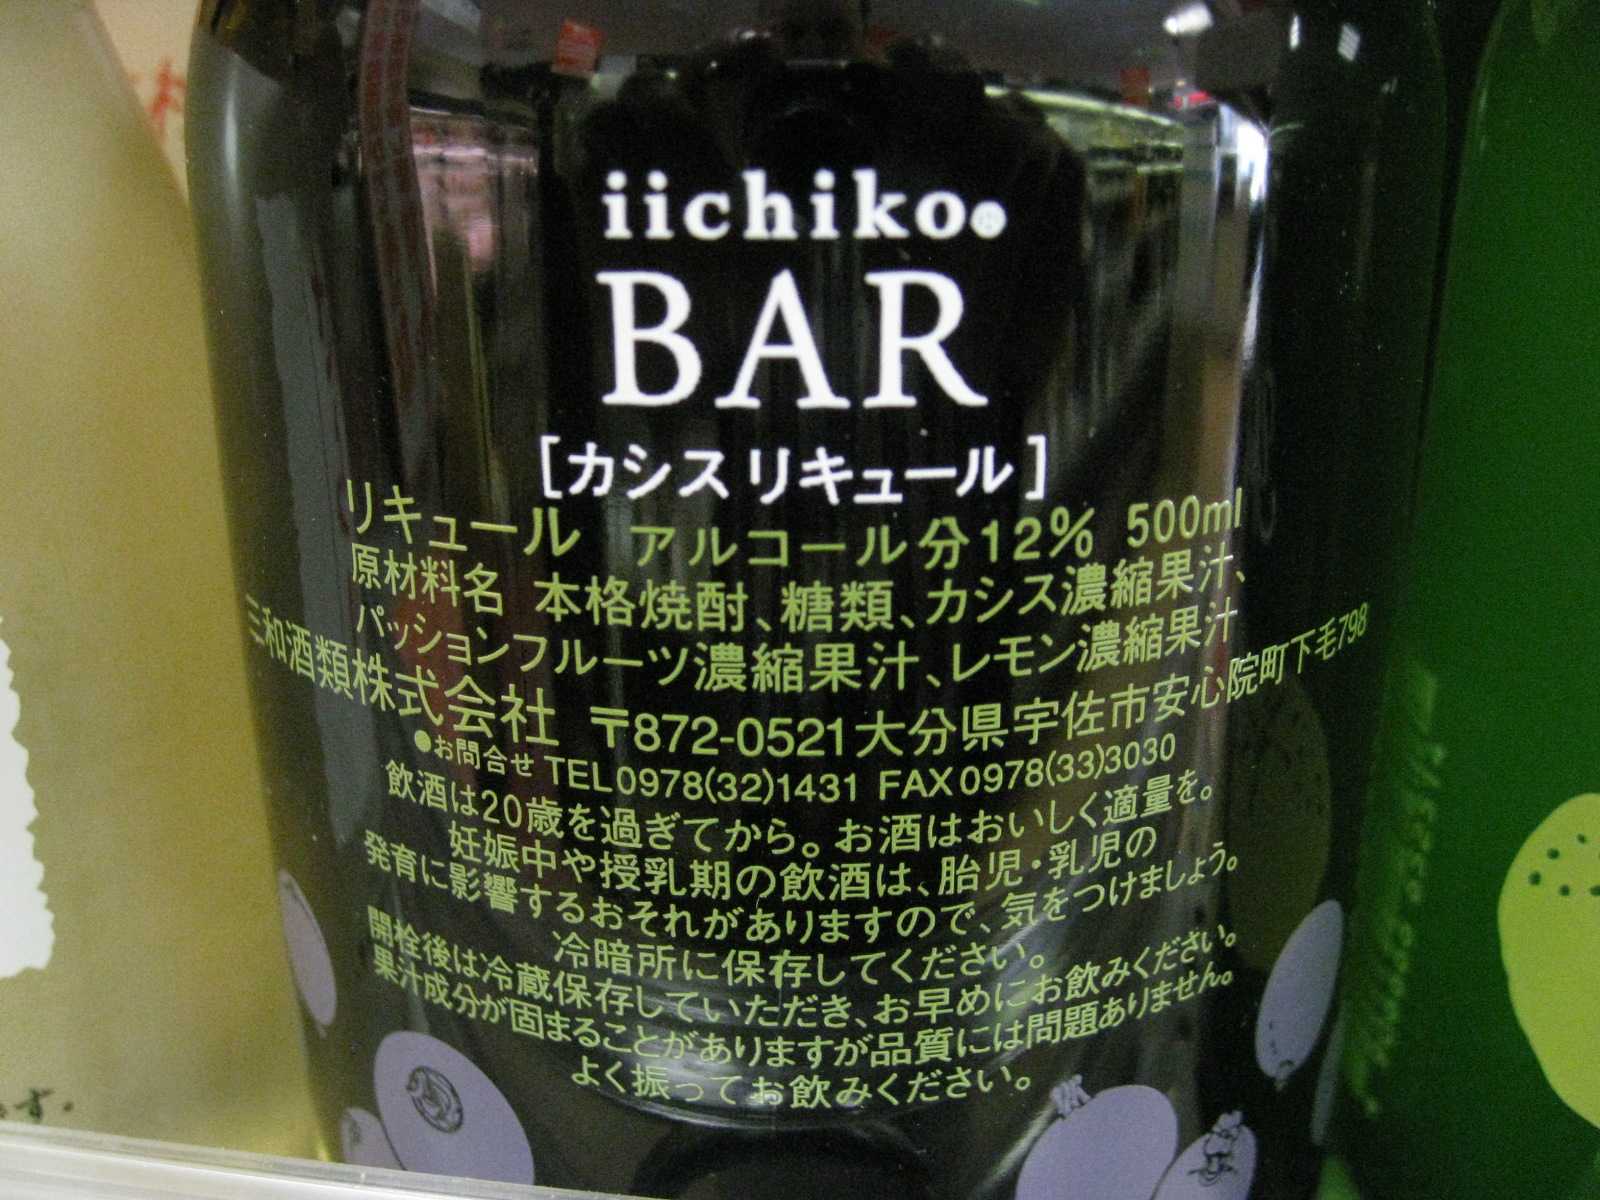 iichiko
BAR
[カシスリキュール]
リキュール アルコール分12% 500ml
原材料名 本格焼酎、糖類、カシス濃縮果汁、
パッションフルーツ濃縮果汁、レモン濃縮果汁
三和酒類株式会社 〒872-0521大分県宇佐市安心院町下毛798
●お問合せ TEL0978(32)1431 FAX0978(33)3030
飲酒は20歳を過ぎてから。お酒はおいしく適量を。
妊娠中や授乳期の飲酒は、胎児・乳児の
発育に影響するおそれがありますので、気をつけましょう。
冷暗所に保存してください。
開栓後は冷蔵保存していただき、お早めにお飲みください。
果汁成分が固まることがありますが品質には問題ありません。
よく振ってお飲みください。